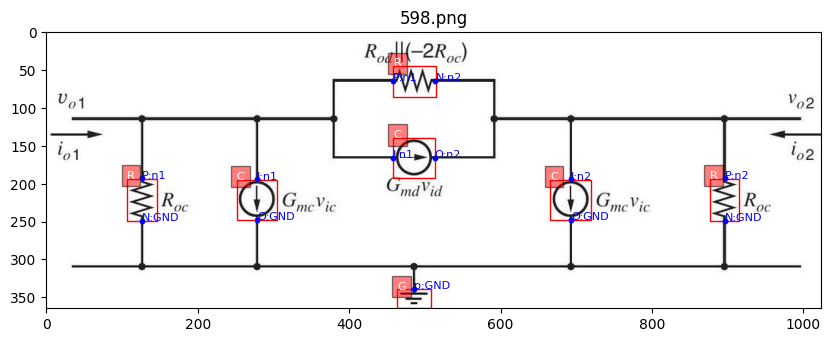 598.png
R_{od}||(-2R_{oc})
R
P:n1 N:n2
v_{o1} v_{o2}
C
i_{o1} i_{o2}
I:n1 O:n2
R P:n1 C I:n1 G_{md}v_{id} C I:n2 R P:n2
R_{oc} G_{mc}v_{ic} G_{mc}v_{ic} R_{oc}
N:GND O:GND O:GND N:GND
G p:GND
0
50
100
150
200
250
300
350
0 200 400 600 800 1000